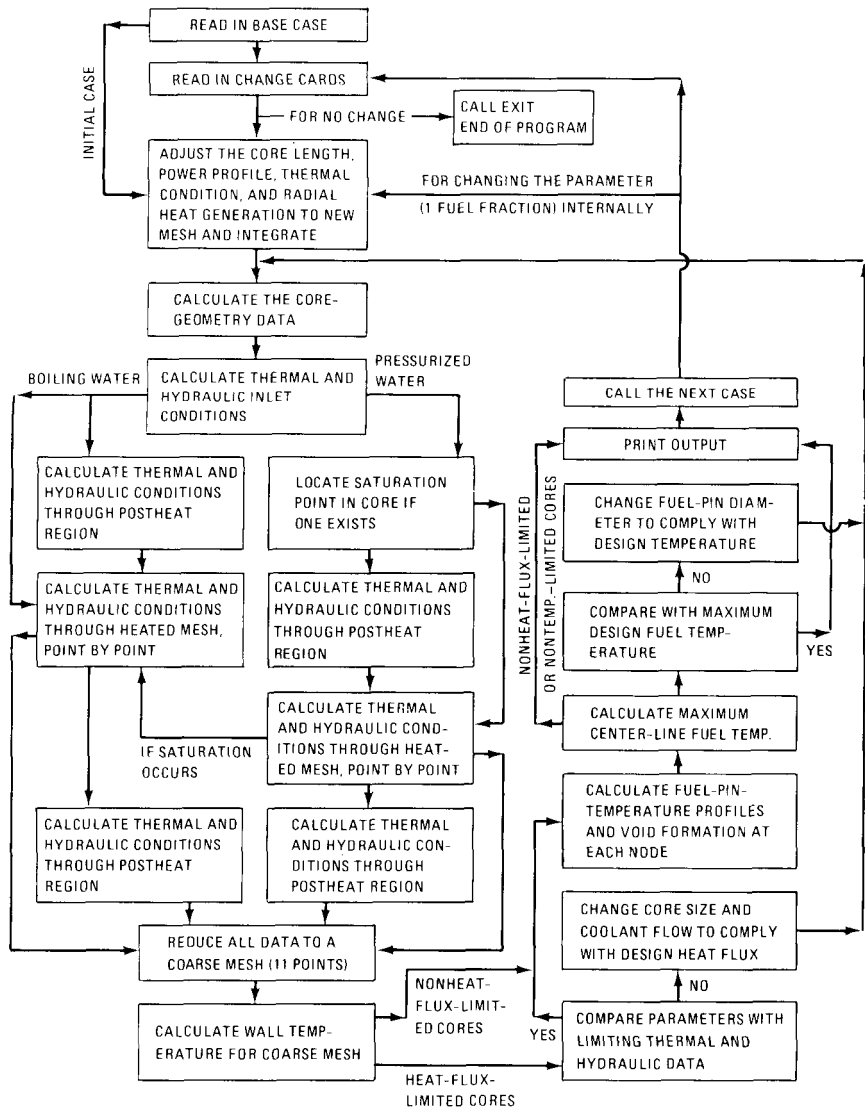 READ IN BASE CASE
READ IN CHANGE CARDS
INITIAL CASE
FOR NO CHANGE
CALL EXIT
END OF PROGRAM
ADJUST THE CORE LENGTH,
POWER PROFILE, THERMAL
CONDITION, AND RADIAL
HEAT GENERATION TO NEW
MESH AND INTEGRATE
FOR CHANGING THE PARAMETER
(1 FUEL FRACTION) INTERNALLY
CALCULATE THE CORE-
GEOMETRY DATA
BOILING WATER
CALCULATE THERMAL AND
HYDRAULIC INLET
CONDITIONS
PRESSURIZED
WATER
CALCULATE THERMAL AND
HYDRAULIC CONDITIONS
THROUGH POSTHEAT
REGION
LOCATE SATURATION
POINT IN CORE IF
ONE EXISTS
CALCULATE THERMAL AND
HYDRAULIC CONDITIONS
THROUGH HEATED MESH,
POINT BY POINT
CALCULATE THERMAL AND
HYDRAULIC CONDITIONS
THROUGH POSTHEAT
REGION
IF SATURATION
OCCURS
CALCULATE THERMAL
AND HYDRAULIC COND-
ITIONS THROUGH HEAT-
ED MESH, POINT BY POINT
CALCULATE THERMAL AND
HYDRAULIC CONDITIONS
THROUGH POSTHEAT
REGION
CALCULATE THERMAL
AND HYDRAULIC CON-
DITIONS THROUGH
POSTHEAT REGION
REDUCE ALL DATA TO A
COARSE MESH (11 POINTS)
CALCULATE WALL TEMP-
ERATURE FOR COARSE MESH
NONHEAT-
FLUX-LIMIT-
ED CORES
HEAT-FLUX-
LIMITED CORES
CALL THE NEXT CASE
PRINT OUTPUT
CHANGE FUEL-PIN DIAM-
ETER TO COMPLY WITH
DESIGN TEMPERATURE
NO
COMPARE WITH MAXIMUM
DESIGN FUEL TEMP-
ERATURE
YES
NONHEAT-FLUX-LIMITED
OR NONTEMP.-LIMITED CORES
CALCULATE MAXIMUM
CENTER-LINE FUEL TEMP.
CALCULATE FUEL-PIN-
TEMPERATURE PROFILES
AND VOID FORMATION AT
EACH NODE
CHANGE CORE SIZE AND
COOLANT FLOW TO COMPLY
WITH DESIGN HEAT FLUX
NO
YES
COMPARE PARAMETERS WITH
LIMITING THERMAL AND
HYDRAULIC DATA